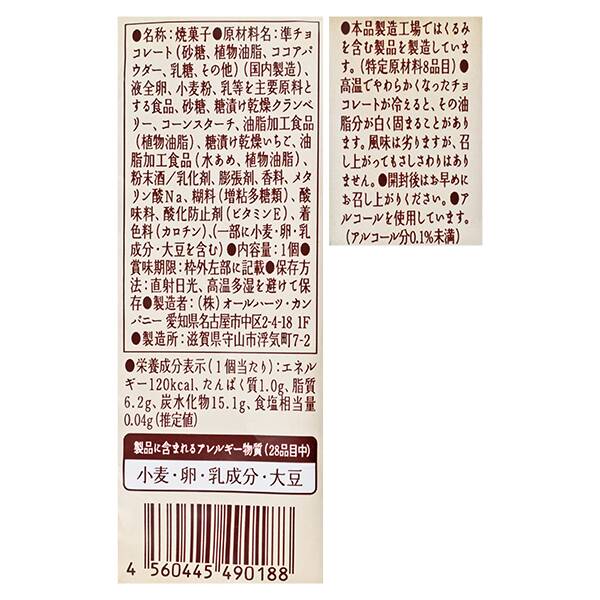 ●名称:焼菓子●原材料名:準チョ
コレート(砂糖、植物油脂、ココアパ
ウダー、乳糖、その他)(国内製造)、
液全卵、小麦粉、乳等を主要原料と
する食品、砂糖、糖漬け乾燥クランベ
リー、コーンスターチ、油脂加工食品
(植物油脂)、糖漬け乾燥いちご、油
脂加工食品(水あめ、植物油脂)、
粉末酒/乳化剤、膨張剤、香料、メタ
リン酸Na、糊料(増粘多糖類)、酸
味料、酸化防止剤(ビタミンE)、着
色料(カロチン)、(一部に小麦・卵・乳
成分・大豆を含む)●内容量:1個●
賞味期限:枠外左部に記載●保存方
法:直射日光、高温多湿を避けて保
存●製造者:(株)オールハーツ・カン
パニー 愛知県名古屋市中区2-4-18 1F
●製造所:滋賀県守山市浮気町7-2
●栄養成分表示(1個当たり):エネル
ギー120kcal、たんぱく質1.0g、脂質
6.2g、炭水化物15.1g、食塩相当量
0.04g(推定値)
製品に含まれるアレルギー物質(28品目中)
小麦・卵・乳成分・大豆
4 560445 490188
●本品製造工場ではくるみ
を含む製品を製造していま
す。(特定原材料8品目)●
高温でやわらかくなったチョ
コレートが冷えると、その油
脂分が白く固まることがあり
ます。風味は劣りますが、召
し上がってもさしさわりはあり
ません。●開封後はお早めに
お召し上がりください。●ア
ルコールを使用しています。
(アルコール分0.1%未満)